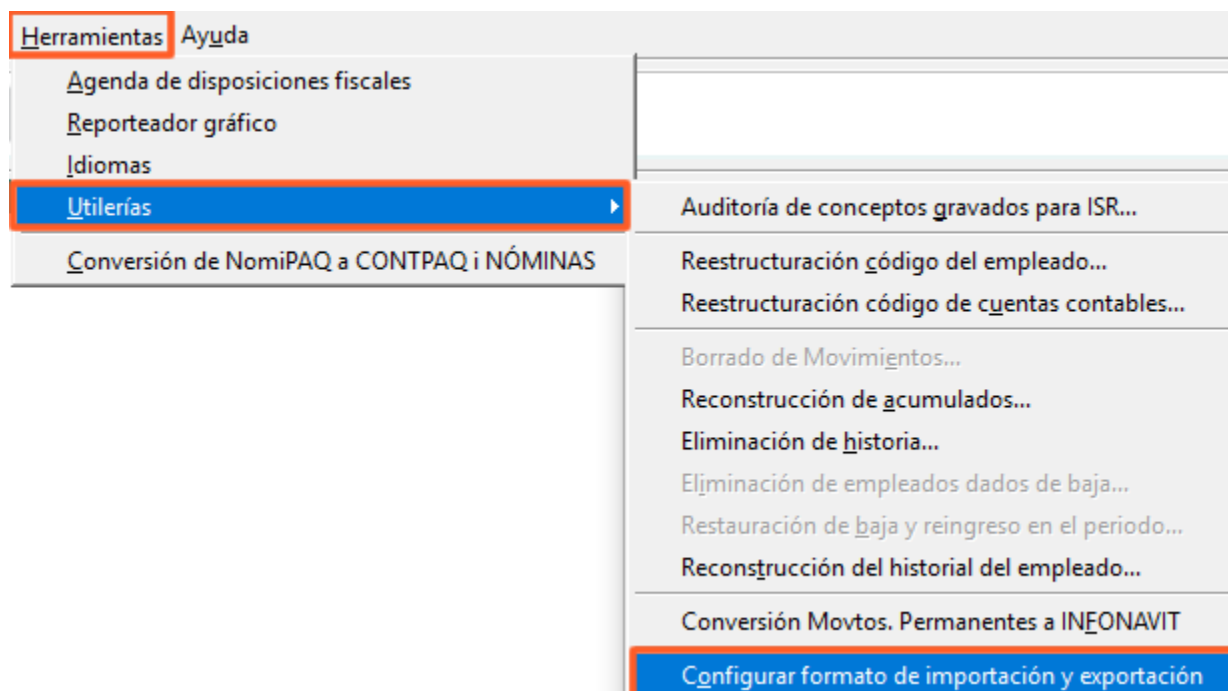 Herramientas Ayuda
Agenda de disposiciones fiscales
Reporteador gráfico
Idiomas
Utilerías
Conversión de NomiPAQ a CONTPAQ i NÓMINAS
Auditoría de conceptos gravados para ISR...
Reestructuración código del empleado...
Reestructuración código de cuentas contables...
Borrado de Movimientos...
Reconstrucción de acumulados...
Eliminación de historia...
Eliminación de empleados dados de baja...
Restauración de baja y reingreso en el periodo...
Reconstrucción del historial del empleado...
Conversión Movtos. Permanentes a INFONAVIT
Configurar formato de importación y exportación